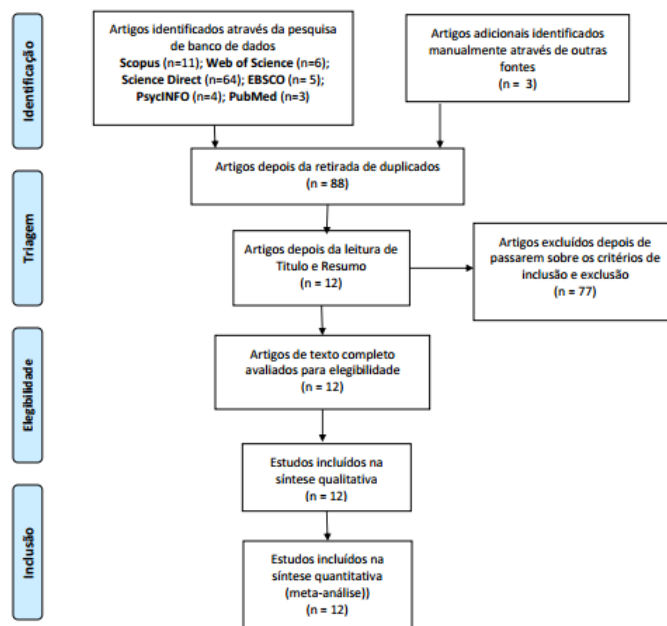 Identificação
Artigos identificados através da pesquisa
de banco de dados
Scopus (n=11); Web of Science (n=6);
Science Direct (n=64); EBSCO (n= 5);
PsycINFO (n=4); PubMed (n=3)
Artigos adicionais identificados
manualmente através de outras
fontes
(n = 3)
Artigos depois da retirada de duplicados
(n = 88)
Triagem
Artigos depois da leitura de
Titulo e Resumo
(n = 12)
Artigos excluídos depois de
passarem sobre os critérios de
inclusão e exclusão
(n = 77)
Elegibilidade
Artigos de texto completo
avaliados para elegibilidade
(n = 12)
Estudos incluídos na
síntese qualitativa
(n = 12)
Inclusão
Estudos incluídos na
síntese quantitativa
(meta-análise))
(n = 12)